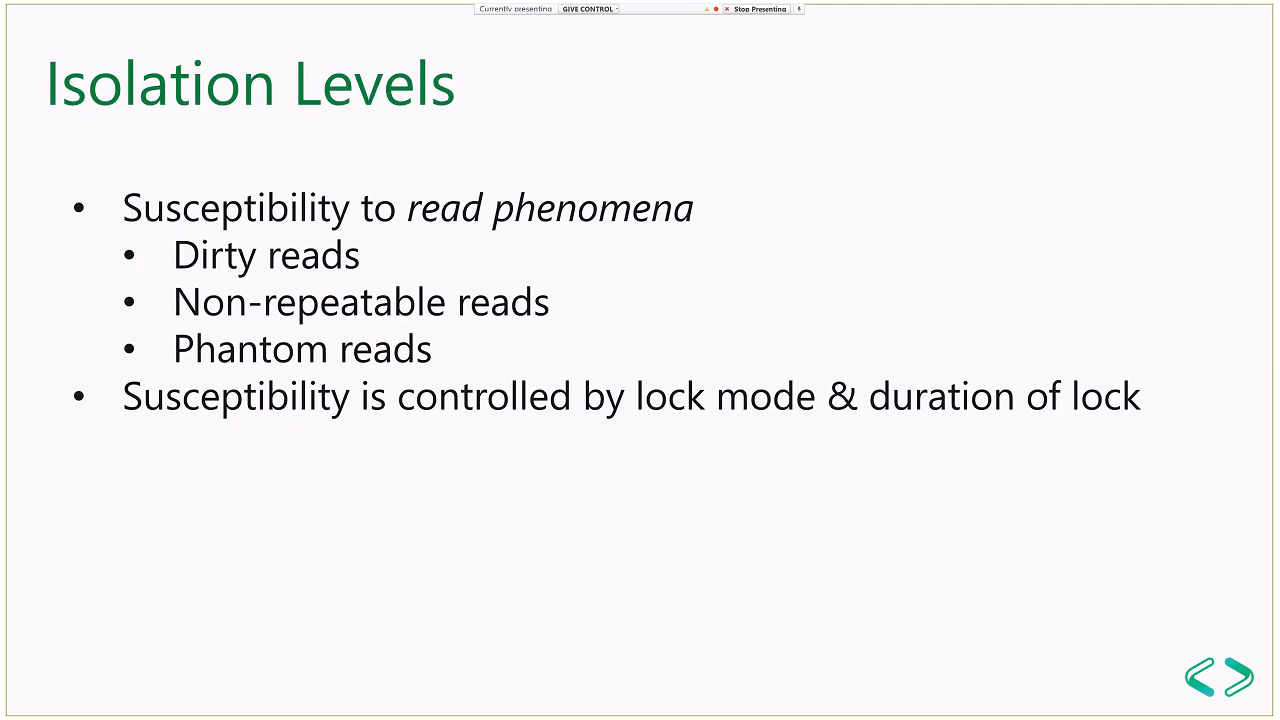 Currently presenting GIVE CONTROL Stop Presenting
Isolation Levels
• Susceptibility to read phenomena
• Dirty reads
• Non-repeatable reads
• Phantom reads
• Susceptibility is controlled by lock mode & duration of lock